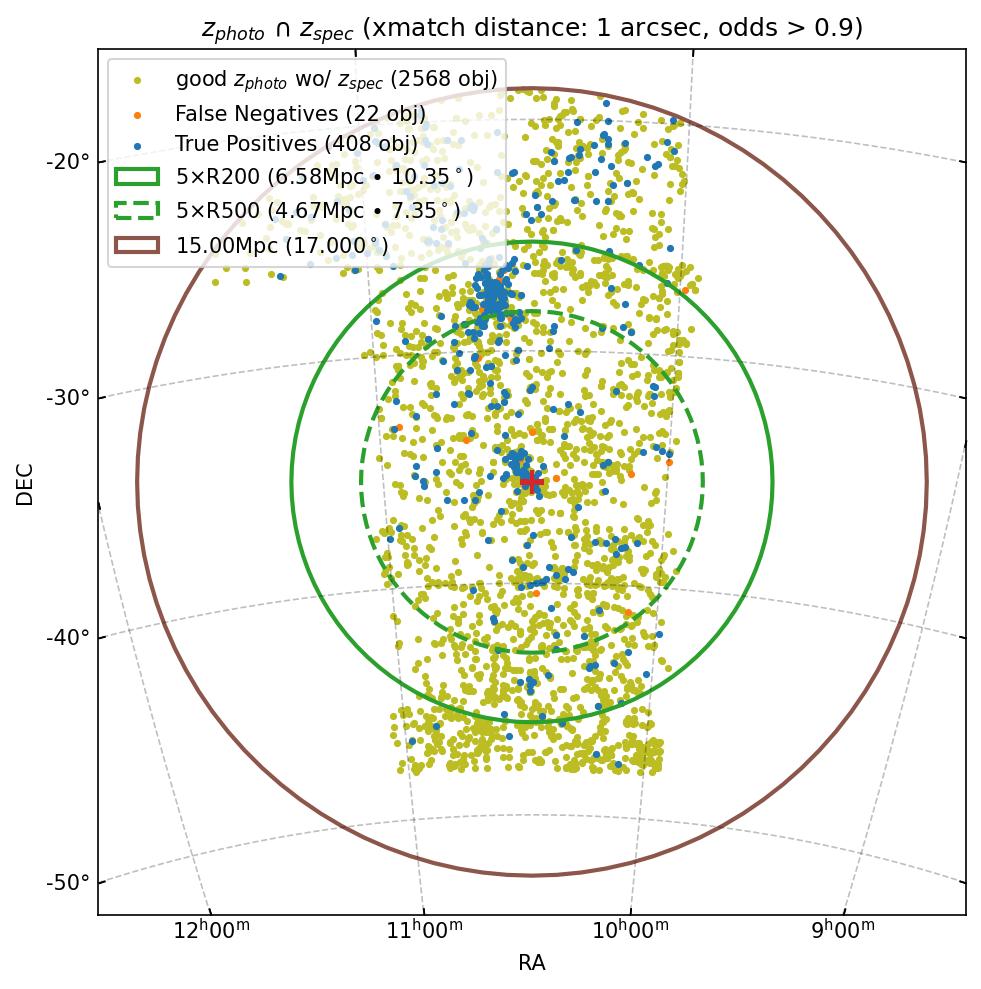 z_photo ∩ z_spec (xmatch distance: 1 arcsec, odds > 0.9)
good z_photo wo/ z_spec (2568 obj)
False Negatives (22 obj)
True Positives (408 obj)
5×R200 (6.58Mpc • 10.35°)
5×R500 (4.67Mpc • 7.35°)
15.00Mpc (17.000°)
-20°
-30°
-40°
-50°
DEC
12h00m
11h00m
10h00m
9h00m
RA